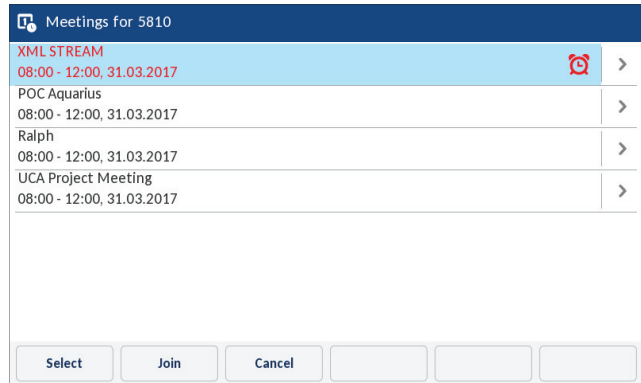 Meetings for 5810
XML STREAM
08:00 - 12:00, 31.03.2017
POC Aquarius
08:00 - 12:00, 31.03.2017
Ralph
08:00 - 12:00, 31.03.2017
UCA Project Meeting
08:00 - 12:00, 31.03.2017
Select Join Cancel